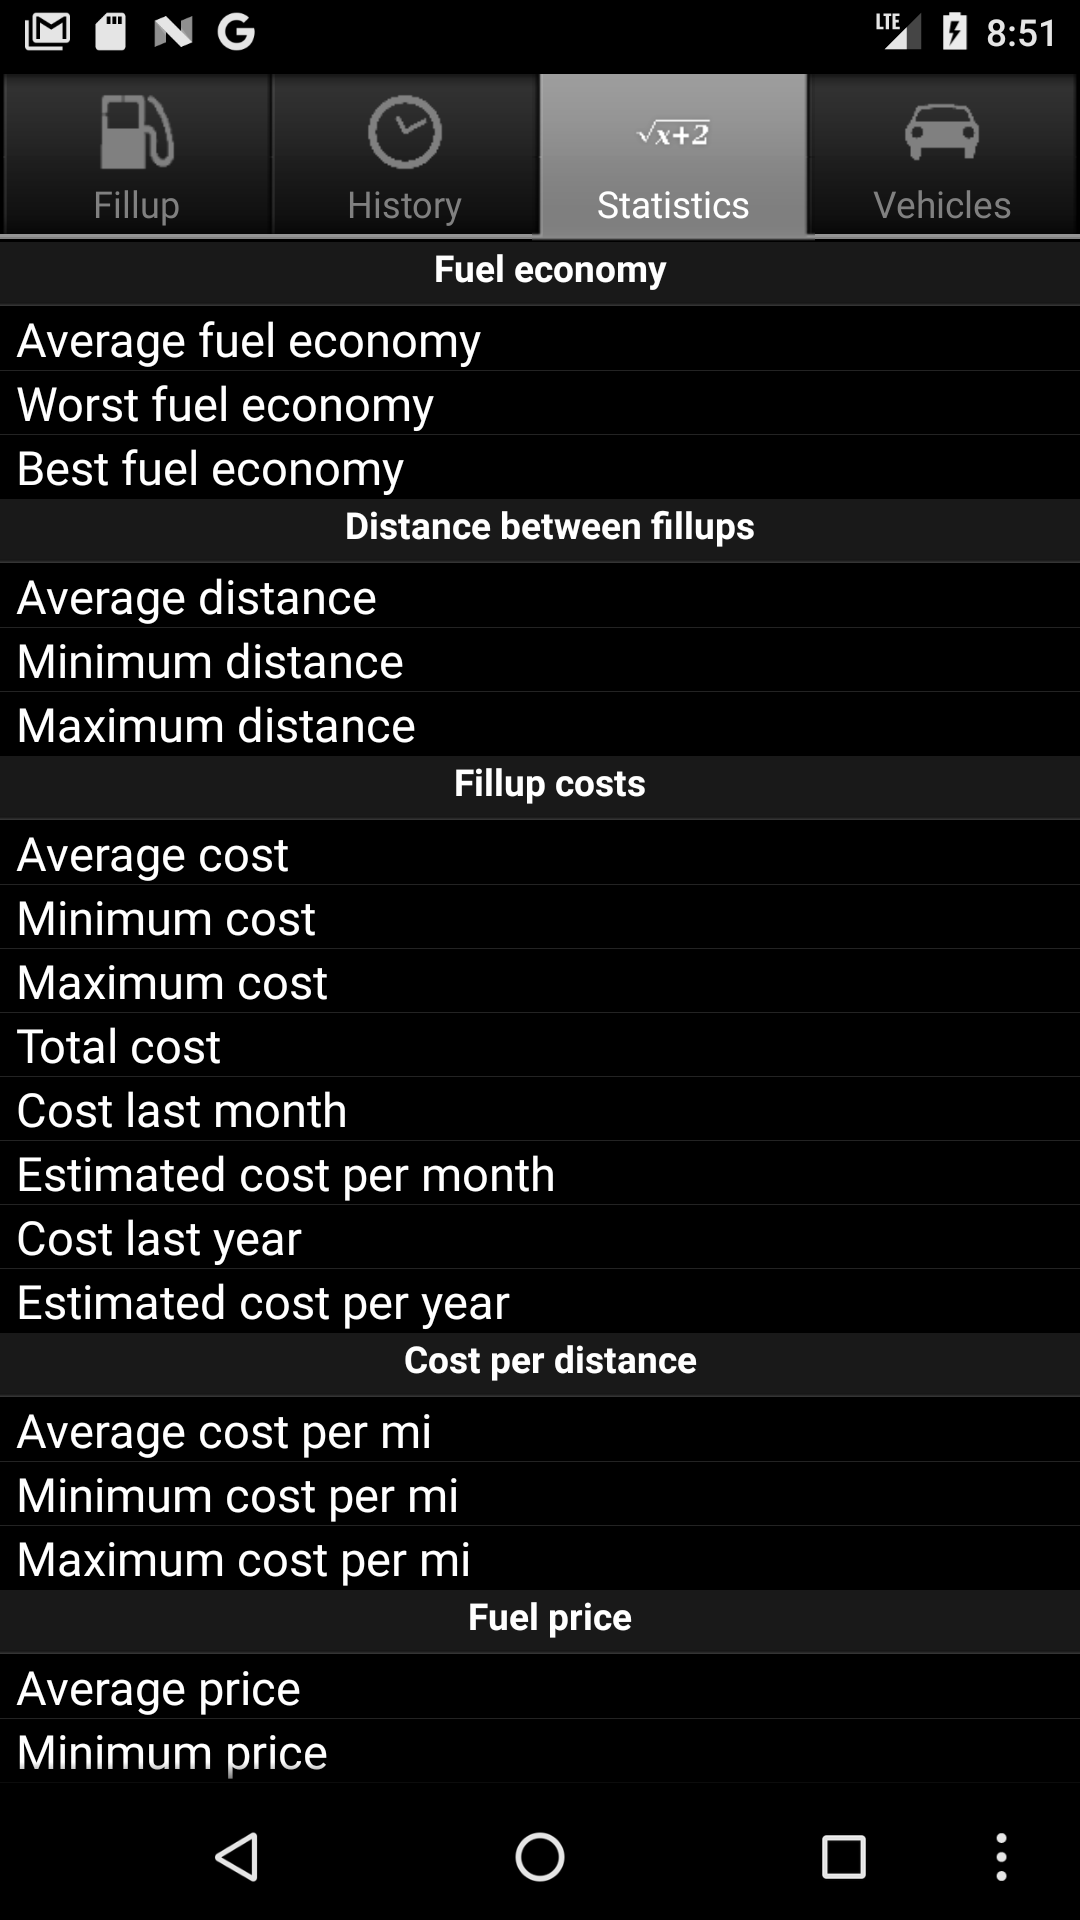 LTE 8:51
√x+2
Fillup History Statistics Vehicles
Fuel economy
Average fuel economy
Worst fuel economy
Best fuel economy
Distance between fillups
Average distance
Minimum distance
Maximum distance
Fillup costs
Average cost
Minimum cost
Maximum cost
Total cost
Cost last month
Estimated cost per month
Cost last year
Estimated cost per year
Cost per distance
Average cost per mi
Minimum cost per mi
Maximum cost per mi
Fuel price
Average price
Minimum price